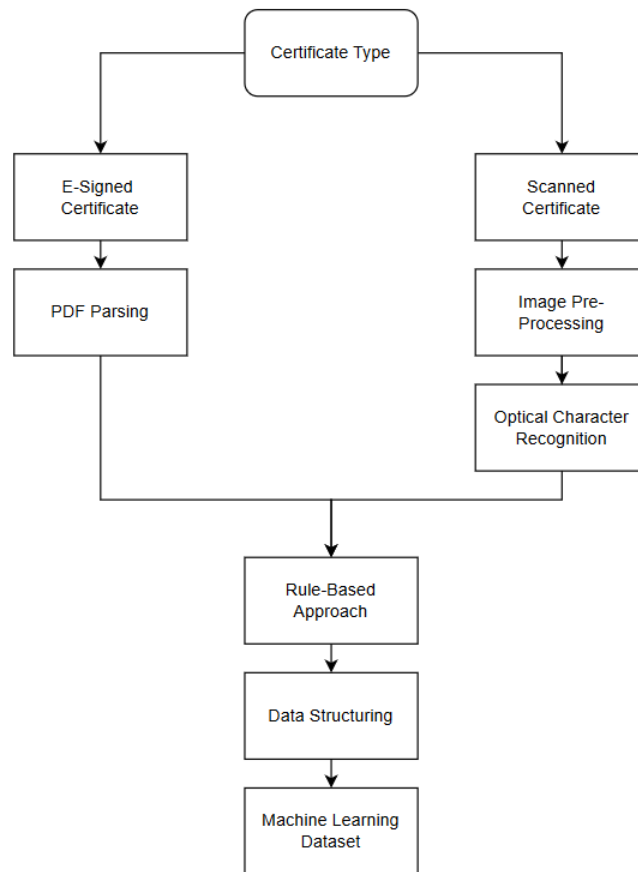 Certificate Type
E-Signed
Certificate
Scanned
Certificate
PDF Parsing
Image Pre-
Processing
Optical Character
Recognition
Rule-Based
Approach
Data Structuring
Machine Learning
Dataset